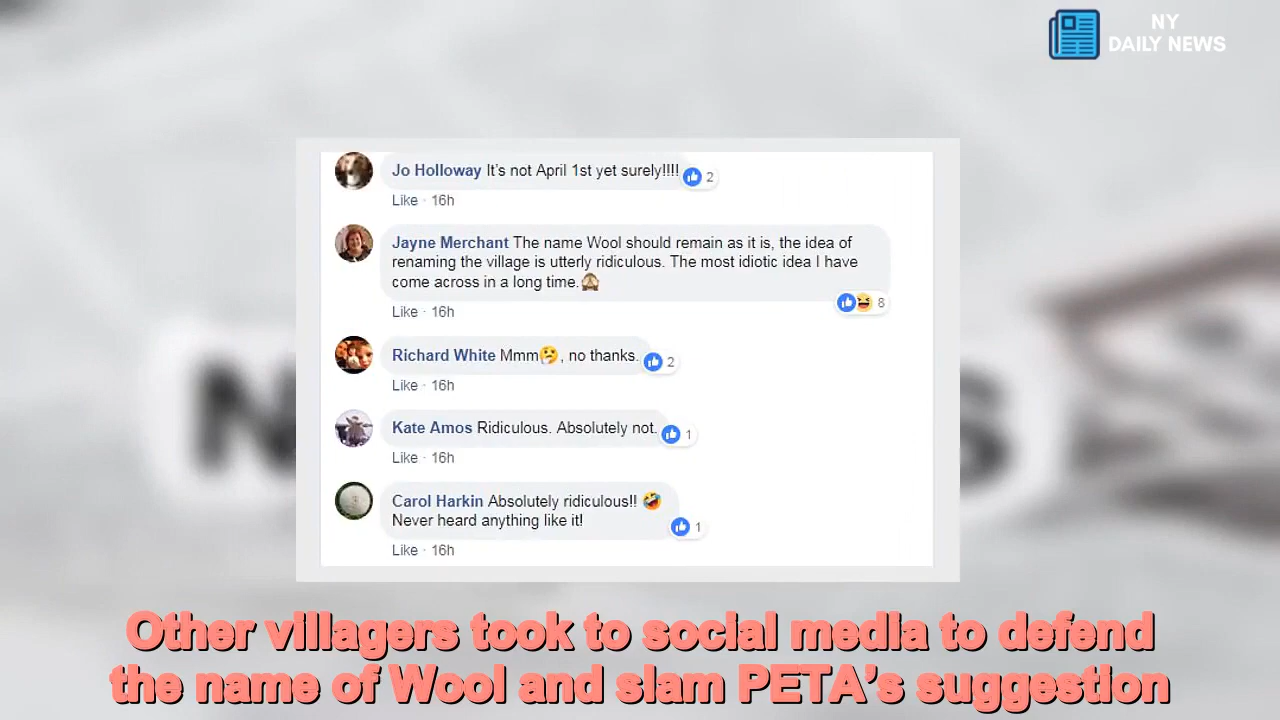 NY
DAILY NEWS
Jo Holloway It's not April 1st yet surely!!!! 2
Like · 16h
Jayne Merchant The name Wool should remain as it is, the idea of
renaming the village is utterly ridiculous. The most idiotic idea I have
come across in a long time.🙈
8
Like · 16h
Richard White Mmm🤔, no thanks. 2
Like · 16h
Kate Amos Ridiculous. Absolutely not. 1
Like · 16h
Carol Harkin Absolutely ridiculous!! 🤣
Never heard anything like it! 1
Like · 16h
Other villagers took to social media to defend
the name of Wool and slam PETA's suggestion